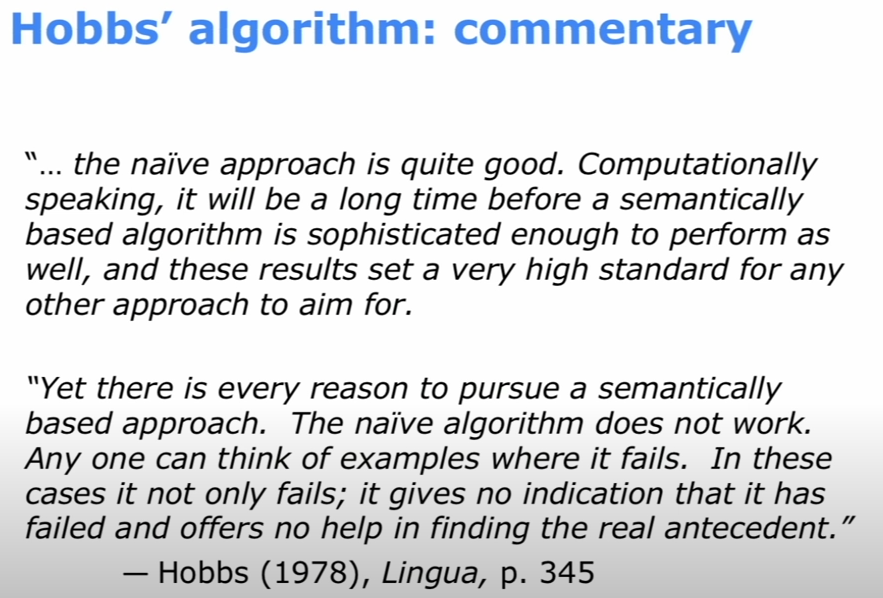 Hobbs’ algorithm: commentary
“… the naïve approach is quite good. Computationally
speaking, it will be a long time before a semantically
based algorithm is sophisticated enough to perform as
well, and these results set a very high standard for any
other approach to aim for.
“Yet there is every reason to pursue a semantically
based approach. The naïve algorithm does not work.
Any one can think of examples where it fails. In these
cases it not only fails; it gives no indication that it has
failed and offers no help in finding the real antecedent.”
— Hobbs (1978), Lingua, p. 345